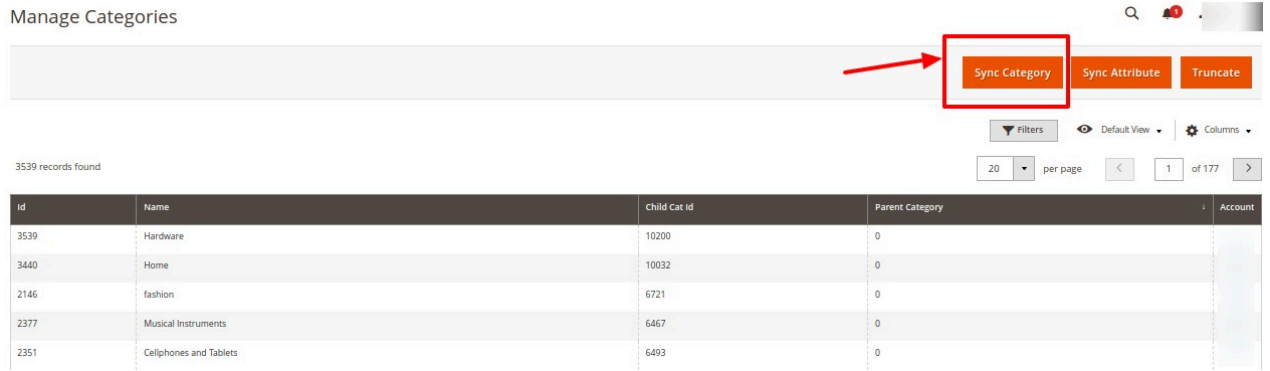 Manage Categories
1
Sync Category Sync Attribute Truncate
Filters Default View Columns
3539 records found
20 per page 1 of 177
Id Name Child Cat Id Parent Category ↓ Account
3539 Hardware 10200 0
3440 Home 10032 0
2146 fashion 6721 0
2377 Musical Instruments 6467 0
2351 Cellphones and Tablets 6493 0